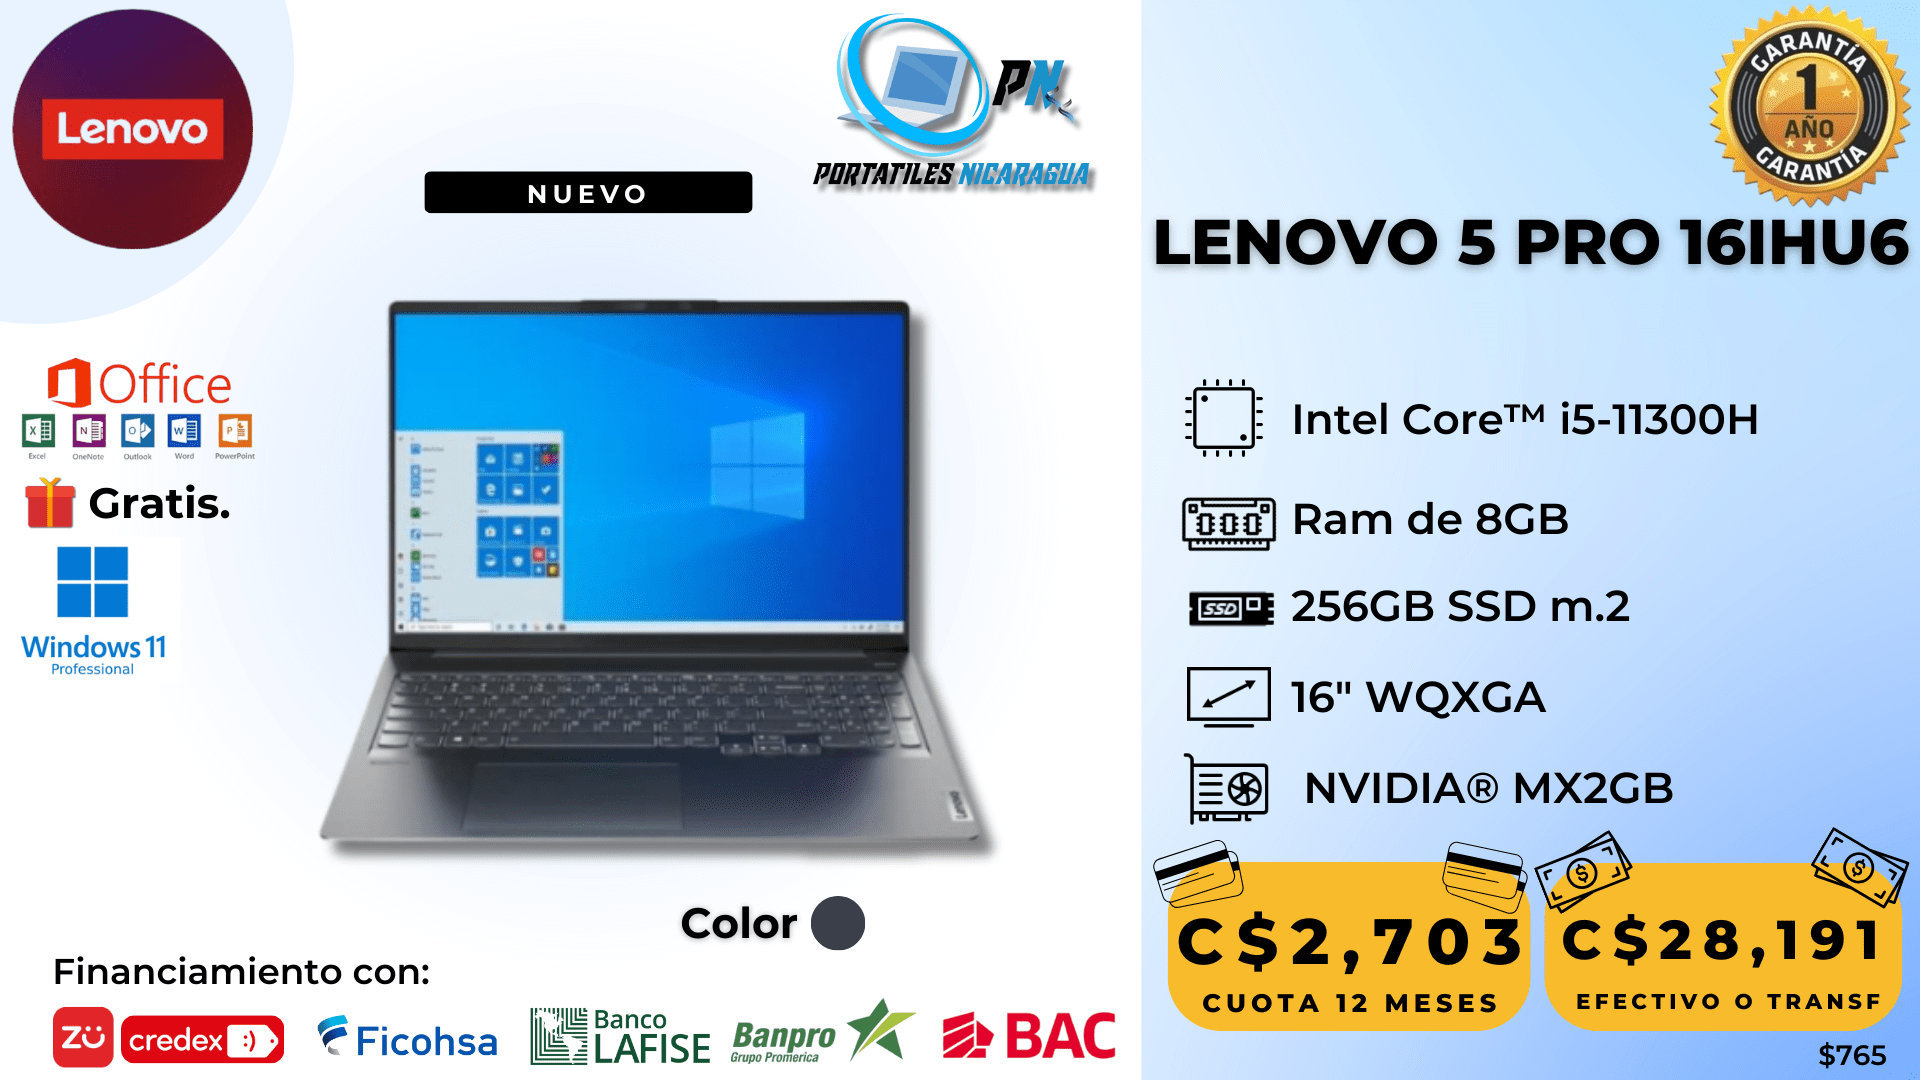 Lenovo
NUEVO
PN
PORTATILES NICARAGUA
GARANTÍA
1
AÑO
GARANTÍA
LENOVO 5 PRO 16IHU6
Office
Excel OneNote Outlook Word PowerPoint
Gratis.
Windows 11
Professional
Intel Core™ i5-11300H
Ram de 8GB
SSD
256GB SSD m.2
16" WQXGA
NVIDIA® MX2GB
Lenovo
Color
C$2,703
CUOTA 12 MESES
C$28,191
EFECTIVO O TRANSF
$765
Financiamiento con:
zū
credex :)
Ficohsa
Banco
LAFISE
Banpro
Grupo Promerica
BAC